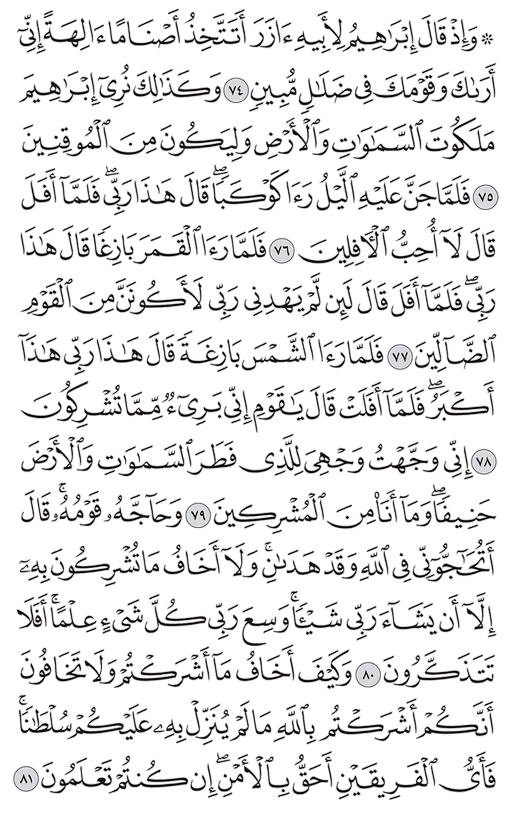 ۞ وَإِذْ قَالَ إِبْرَٰهِيمُ لِأَبِيهِ ءَازَرَ أَتَتَّخِذُ أَصْنَامًا ءَالِهَةً إِنِّىٓ
أَرَىٰكَ وَقَوْمَكَ فِى ضَلَٰلٍ مُّبِينٍ ٧٤ وَكَذَٰلِكَ نُرِىٓ إِبْرَٰهِيمَ
مَلَكُوتَ ٱلسَّمَٰوَٰتِ وَٱلْأَرْضِ وَلِيَكُونَ مِنَ ٱلْمُوقِنِينَ
٧٥ فَلَمَّا جَنَّ عَلَيْهِ ٱلَّيْلُ رَءَا كَوْكَبًا ۖ قَالَ هَٰذَا رَبِّى ۖ فَلَمَّآ أَفَلَ
قَالَ لَآ أُحِبُّ ٱلْءَافِلِينَ ٧٦ فَلَمَّا رَءَا ٱلْقَمَرَ بَازِغًا قَالَ هَٰذَا
رَبِّى ۖ فَلَمَّآ أَفَلَ قَالَ لَئِن لَّمْ يَهْدِنِى رَبِّى لَأَكُونَنَّ مِنَ ٱلْقَوْمِ
ٱلضَّآلِّينَ ٧٧ فَلَمَّا رَءَا ٱلشَّمْسَ بَازِغَةً قَالَ هَٰذَا رَبِّى هَٰذَآ
أَكْبَرُ ۖ فَلَمَّآ أَفَلَتْ قَالَ يَٰقَوْمِ إِنِّى بَرِىٓءٌ مِّمَّا تُشْرِكُونَ
٧٨ إِنِّى وَجَّهْتُ وَجْهِىَ لِلَّذِى فَطَرَ ٱلسَّمَٰوَٰتِ وَٱلْأَرْضَ
حَنِيفًا ۖ وَمَآ أَنَا۠ مِنَ ٱلْمُشْرِكِينَ ٧٩ وَحَآجَّهُۥ قَوْمُهُۥ ۚ قَالَ
أَتُحَٰٓجُّوٓنِّى فِى ٱللَّهِ وَقَدْ هَدَىٰنِ ۚ وَلَآ أَخَافُ مَا تُشْرِكُونَ بِهِۦٓ
إِلَّآ أَن يَشَآءَ رَبِّى شَيْـًٔا ۗ وَسِعَ رَبِّى كُلَّ شَىْءٍ عِلْمًا ۗ أَفَلَا
تَتَذَكَّرُونَ ٨٠ وَكَيْفَ أَخَافُ مَآ أَشْرَكْتُمْ وَلَا تَخَافُونَ
أَنَّكُمْ أَشْرَكْتُم بِٱللَّهِ مَا لَمْ يُنَزِّلْ بِهِۦ عَلَيْكُمْ سُلْطَٰنًا ۚ
فَأَىُّ ٱلْفَرِيقَيْنِ أَحَقُّ بِٱلْأَمْنِ ۖ إِن كُنتُمْ تَعْلَمُونَ ٨١